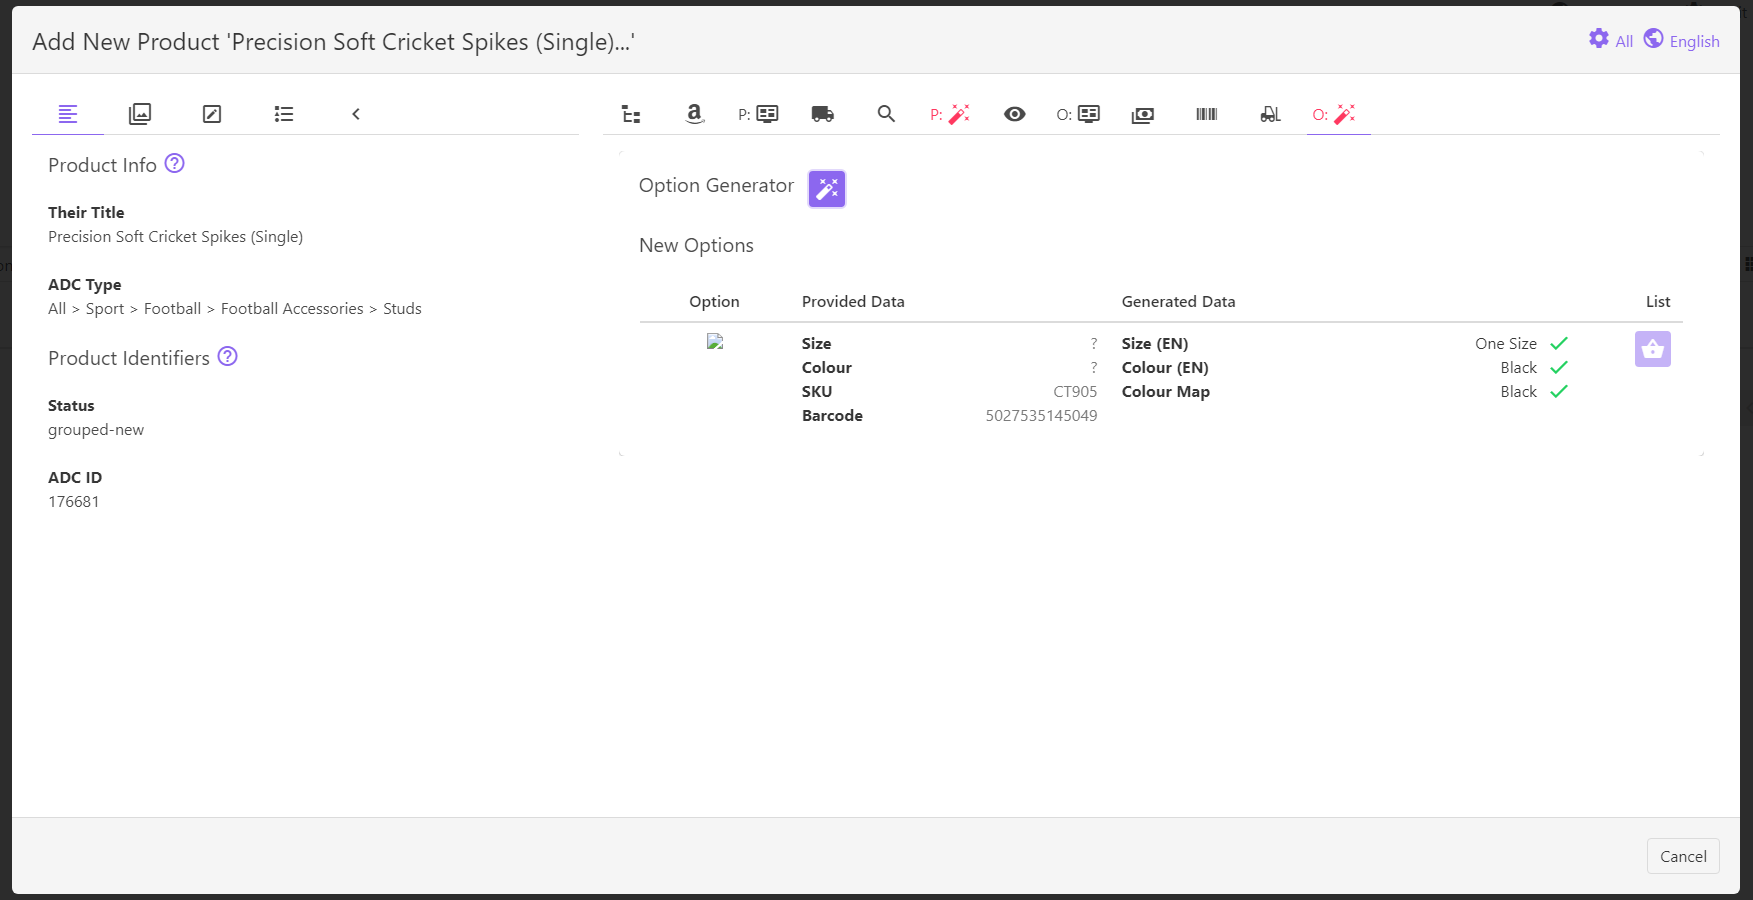 Add New Product 'Precision Soft Cricket Spikes (Single)...'
All English
P: P: O: O:
Product Info
Their Title
Precision Soft Cricket Spikes (Single)
ADC Type
All > Sport > Football > Football Accessories > Studs
Product Identifiers
Status
grouped-new
ADC ID
176681
Option Generator
New Options
Option Provided Data Generated Data List
Size ? Size (EN) One Size
Colour ? Colour (EN) Black
SKU CT905 Colour Map Black
Barcode 5027535145049
Cancel